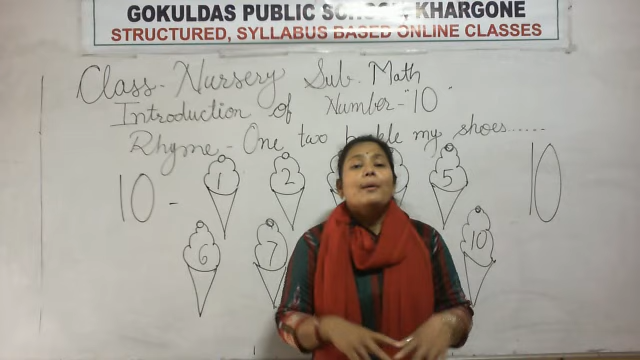 GOKULDAS PUBLIC SCHOOL, KHARGONE
STRUCTURED, SYLLABUS BASED ONLINE CLASSES
Class - Nursery Sub. Math
Introduction of Number - "10"
Rhyme - One two my shoes......
10 - 1 2 5 10
6 7 10